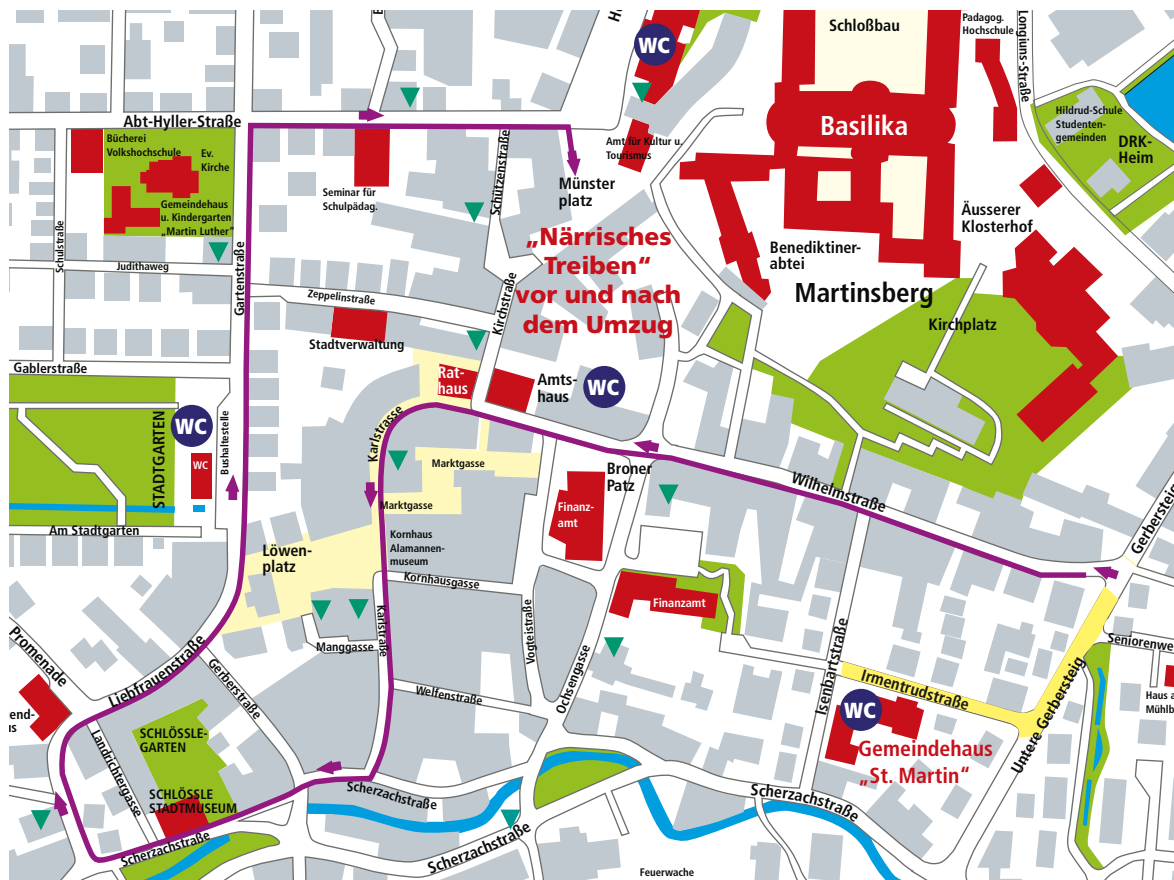 WC
Schloßbau
Padagog.
Hochschule
Longiuns-Straße
Abt-Hyller-Straße
Bücherei
Volkshochschule
Ev.
Kirche
Gemeindehaus
u. Kindergarten
„Martin Luther“
Seminar für
Schulpädag.
Schützenstraße
Amt für Kultur u.
Tourismus
Münster
platz
Basilika
Hildrud-Schule
Studenten-
gemeinden
DRK-
Heim
Äusserer
Klosterhof
Schulstraße
Judithaweg
Gartenstraße
„Närrisches
Treiben“
vor und nach
dem Umzug
Benediktiner-
abtei
Martinsberg
Kirchplatz
Zeppelinstraße
Kirchstraße
Stadtverwaltung
Gablerstraße
Rat-
haus
Amts-
haus
WC
WC
STADTGARTEN
WC
Bushaltestelle
Karlstrasse
Marktgasse
Marktgasse
Broner
Patz
Wilhelmstraße
Gerbersteig
Finanz-
amt
Am Stadtgarten
Löwen-
platz
Kornhaus
Alamannen-
museum
Kornhausgasse
Finanzamt
Karlstraße
Manggasse
Vogteistraße
Ochsengasse
Isenbartstraße
Irmentrudstraße
Untere Gerbersteig
Seniorenwe
Promenade
Liebfrauenstraße
Gerberstraße
Welfenstraße
WC
Gemeindehaus
„St. Martin“
Haus a
Mühlb
end-
us
Landrichtergasse
SCHLÖSSLE-
GARTEN
SCHLÖSSLE
STADTMUSEUM
Scherzachstraße
Scherzachstraße
Scherzachstraße
Scherzachstraße
Feuerwache